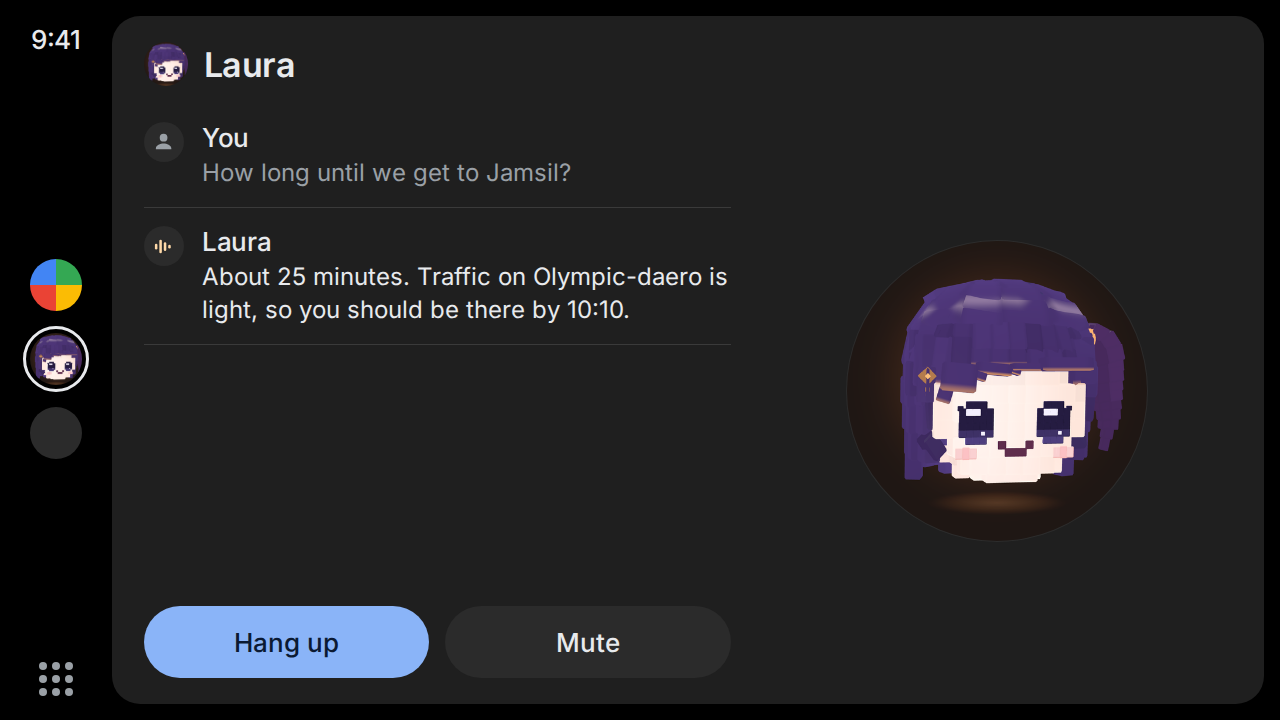 9:41
Laura
You
How long until we get to Jamsil?
Laura
About 25 minutes. Traffic on Olympic-daero is
light, so you should be there by 10:10.
Hang up
Mute